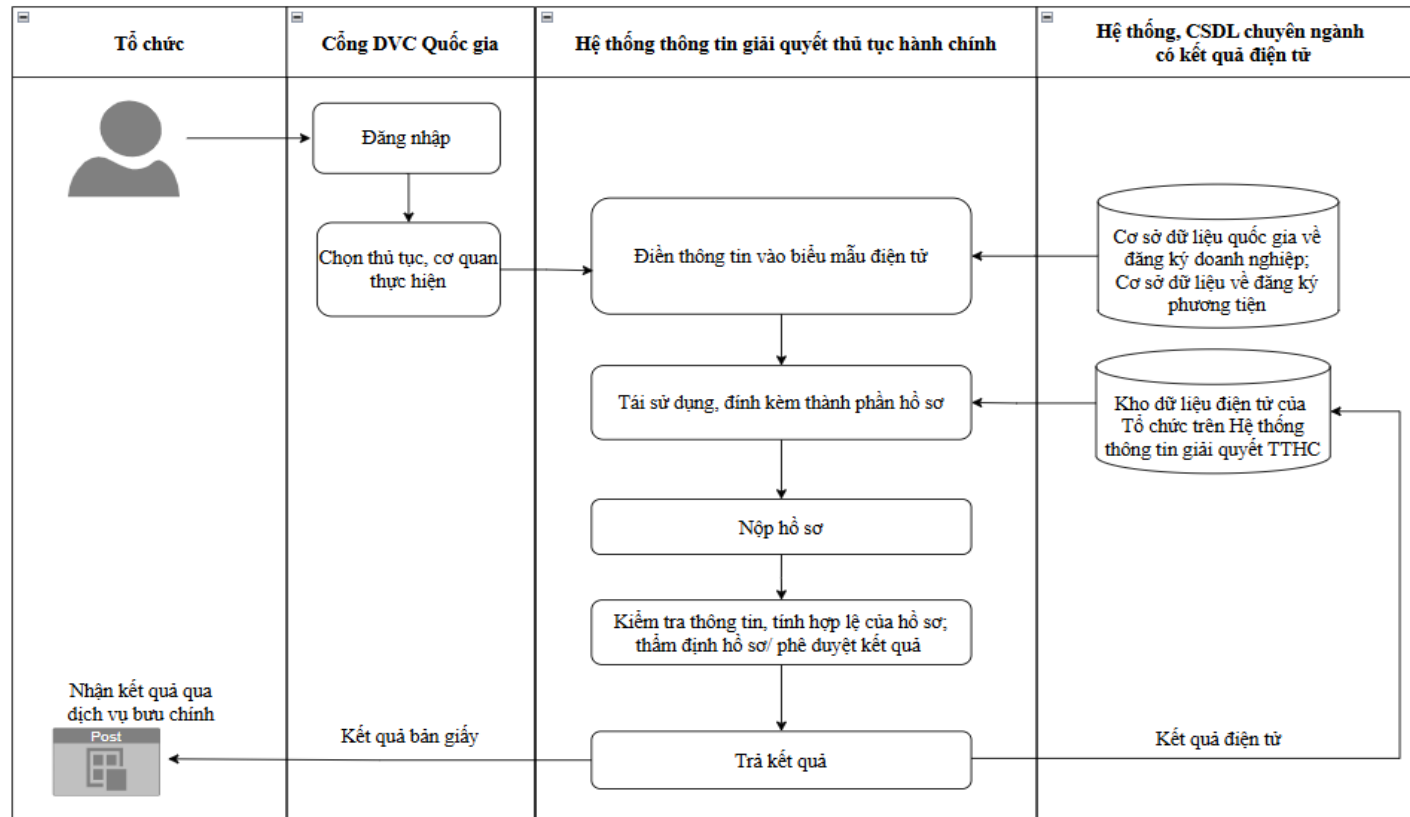 Tổ chức
Cổng DVC Quốc gia
Hệ thống thông tin giải quyết thủ tục hành chính
Hệ thống, CSDL chuyên ngành
có kết quả điện tử
Đăng nhập
Chọn thủ tục, cơ quan
thực hiện
Điền thông tin vào biểu mẫu điện tử
Cơ sở dữ liệu quốc gia về
đăng ký doanh nghiệp;
Cơ sở dữ liệu về đăng ký
phương tiện
Tái sử dụng, đính kèm thành phần hồ sơ
Kho dữ liệu điện tử của
Tổ chức trên Hệ thống
thông tin giải quyết TTHC
Nộp hồ sơ
Kiểm tra thông tin, tính hợp lệ của hồ sơ;
thẩm định hồ sơ/ phê duyệt kết quả
Nhận kết quả qua
dịch vụ bưu chính
Post
Kết quả bản giấy
Trả kết quả
Kết quả điện tử